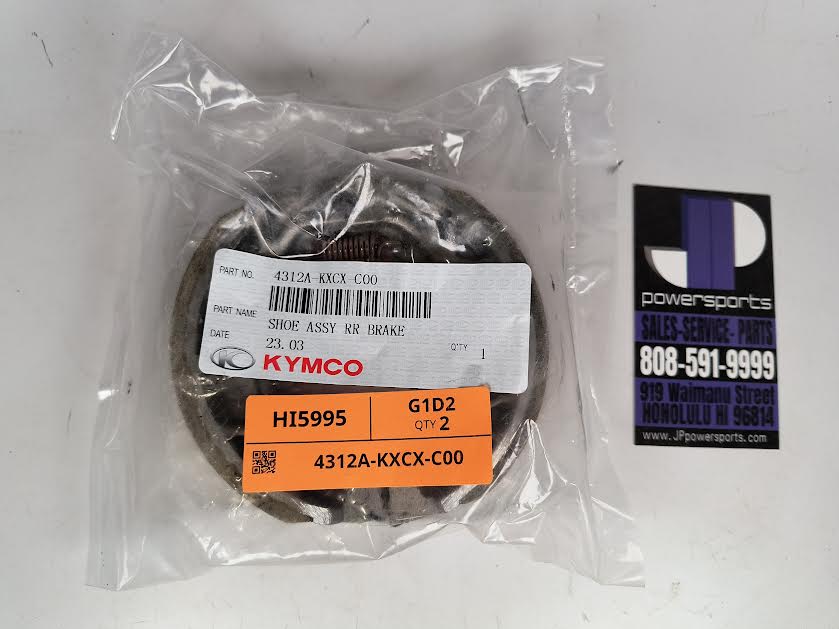 PART NO. 4312A-KXCX-C00
PART NAME SHOE ASSY RR BRAKE
DATE 23.03 Q'TY 1
KYMCO
HI5995 G1D2
QTY 2
4312A-KXCX-C00
JP
powersports
SALES-SERVICE-PARTS
808-591-9999
919 Waimanu Street
HONOLULU HI 96814
www.JPpowersports.com